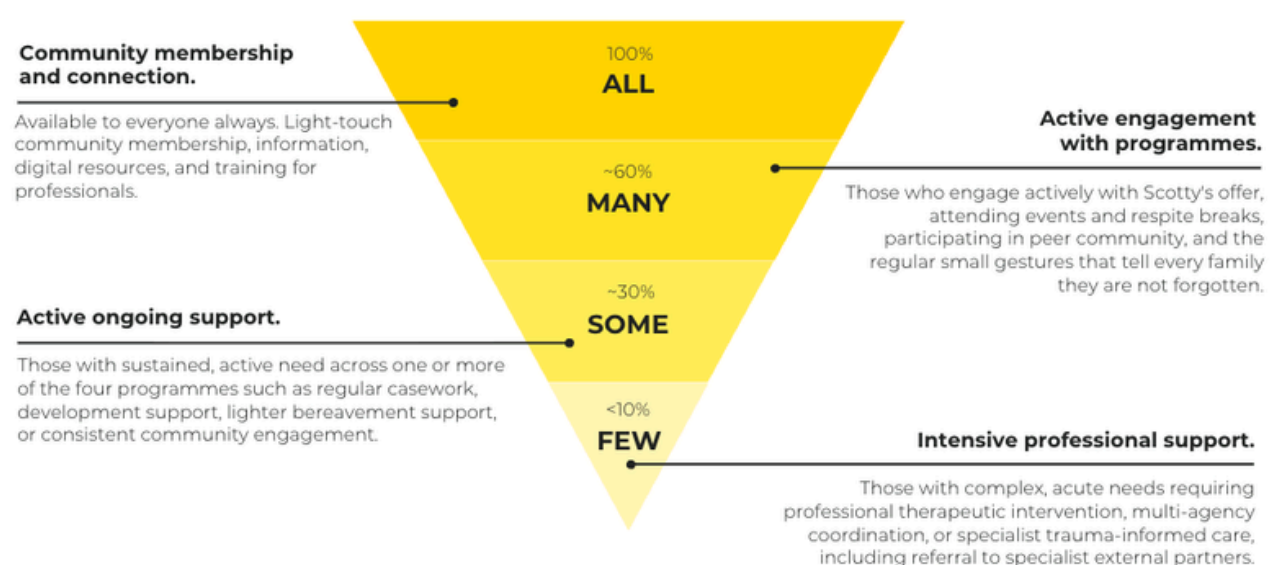 Community membership
and connection.
Available to everyone always. Light-touch
community membership, information,
digital resources, and training for
professionals.
100%
ALL
Active engagement
with programmes.
Those who engage actively with Scotty's offer,
attending events and respite breaks,
participating in peer community, and the
regular small gestures that tell every family
they are not forgotten.
~60%
MANY
Active ongoing support.
Those with sustained, active need across one or more
of the four programmes such as regular casework,
development support, lighter bereavement support,
or consistent community engagement.
~30%
SOME
<10%
FEW
Intensive professional support.
Those with complex, acute needs requiring
professional therapeutic intervention, multi-agency
coordination, or specialist trauma-informed care,
including referral to specialist external partners.